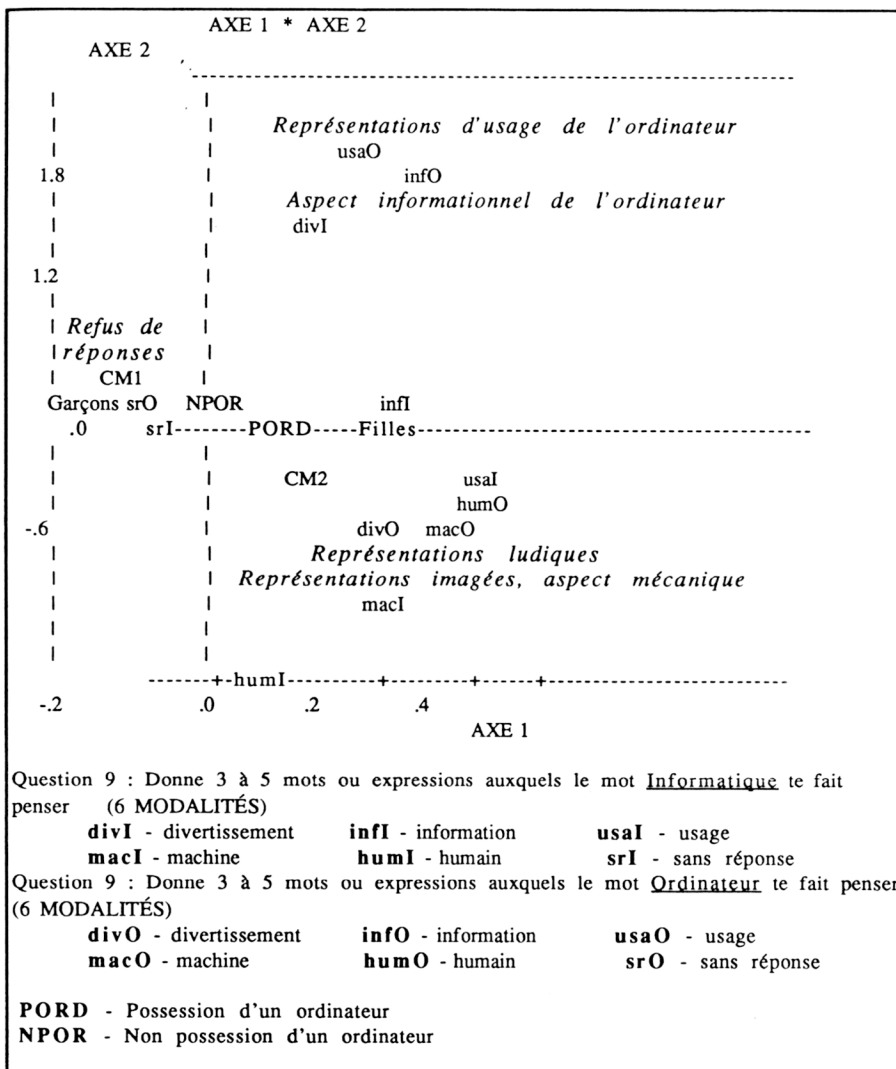 AXE 1 * AXE 2
AXE 2
Représentations d'usage de l'ordinateur
usaO
1.8 infO
Aspect informationnel de l'ordinateur
divI
1.2
Refus de
réponses
CM1
Garçons srO NPOR infI
.0 srI--------PORD-----Filles----------------------------------------
CM2 usaI
humO
-.6 divO macO
Représentations ludiques
Représentations imagées, aspect mécanique
macI
-------+-humI----------+---------+------+-------------------------
-.2 .0 .2 .4
AXE 1
Question 9 : Donne 3 à 5 mots ou expressions auxquels le mot Informatique te fait
penser (6 MODALITÉS)
divI - divertissement infI - information usaI - usage
macI - machine humI - humain srI - sans réponse
Question 9 : Donne 3 à 5 mots ou expressions auxquels le mot Ordinateur te fait penser
(6 MODALITÉS)
divO - divertissement infO - information usaO - usage
macO - machine humO - humain srO - sans réponse
PORD - Possession d'un ordinateur
NPOR - Non possession d'un ordinateur